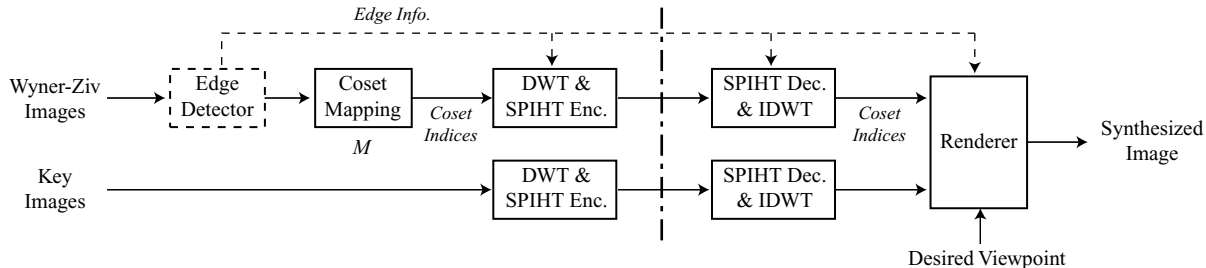 Edge Info.
Wyner-Ziv
Images
Edge
Detector
Coset
Mapping
M
Coset
Indices
DWT &
SPIHT Enc.
SPIHT Dec.
& IDWT
Coset
Indices
Renderer
Synthesized
Image
Key
Images
DWT &
SPIHT Enc.
SPIHT Dec.
& IDWT
Desired Viewpoint